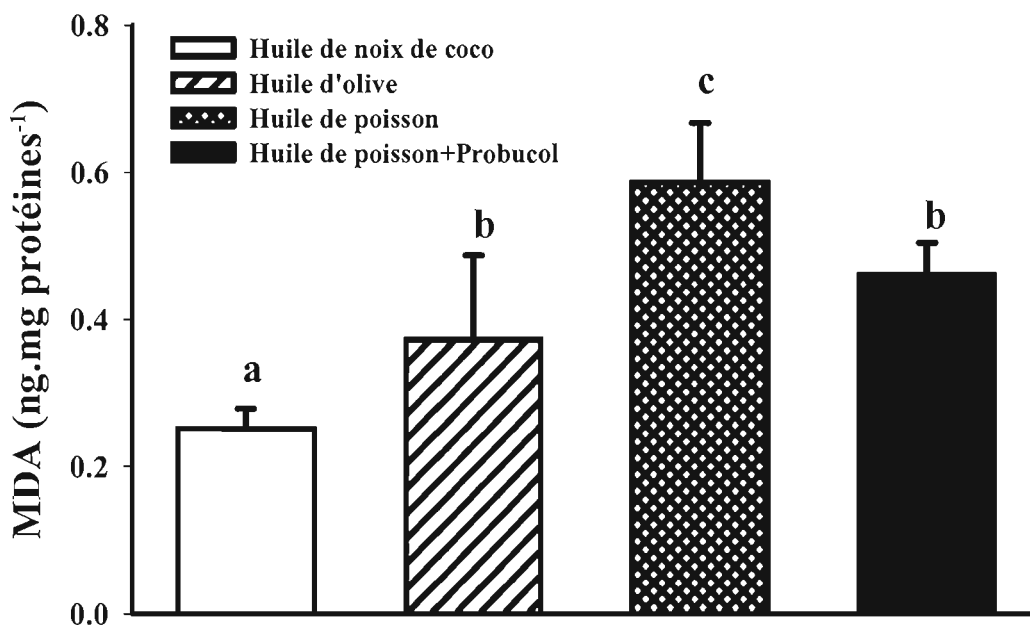 0.8
Huile de noix de coco
Huile d'olive
Huile de poisson
Huile de poisson+Probucol
MDA (ng.mg protéines⁻¹)
0.6
0.4
0.2
0.0
a
b
c
b